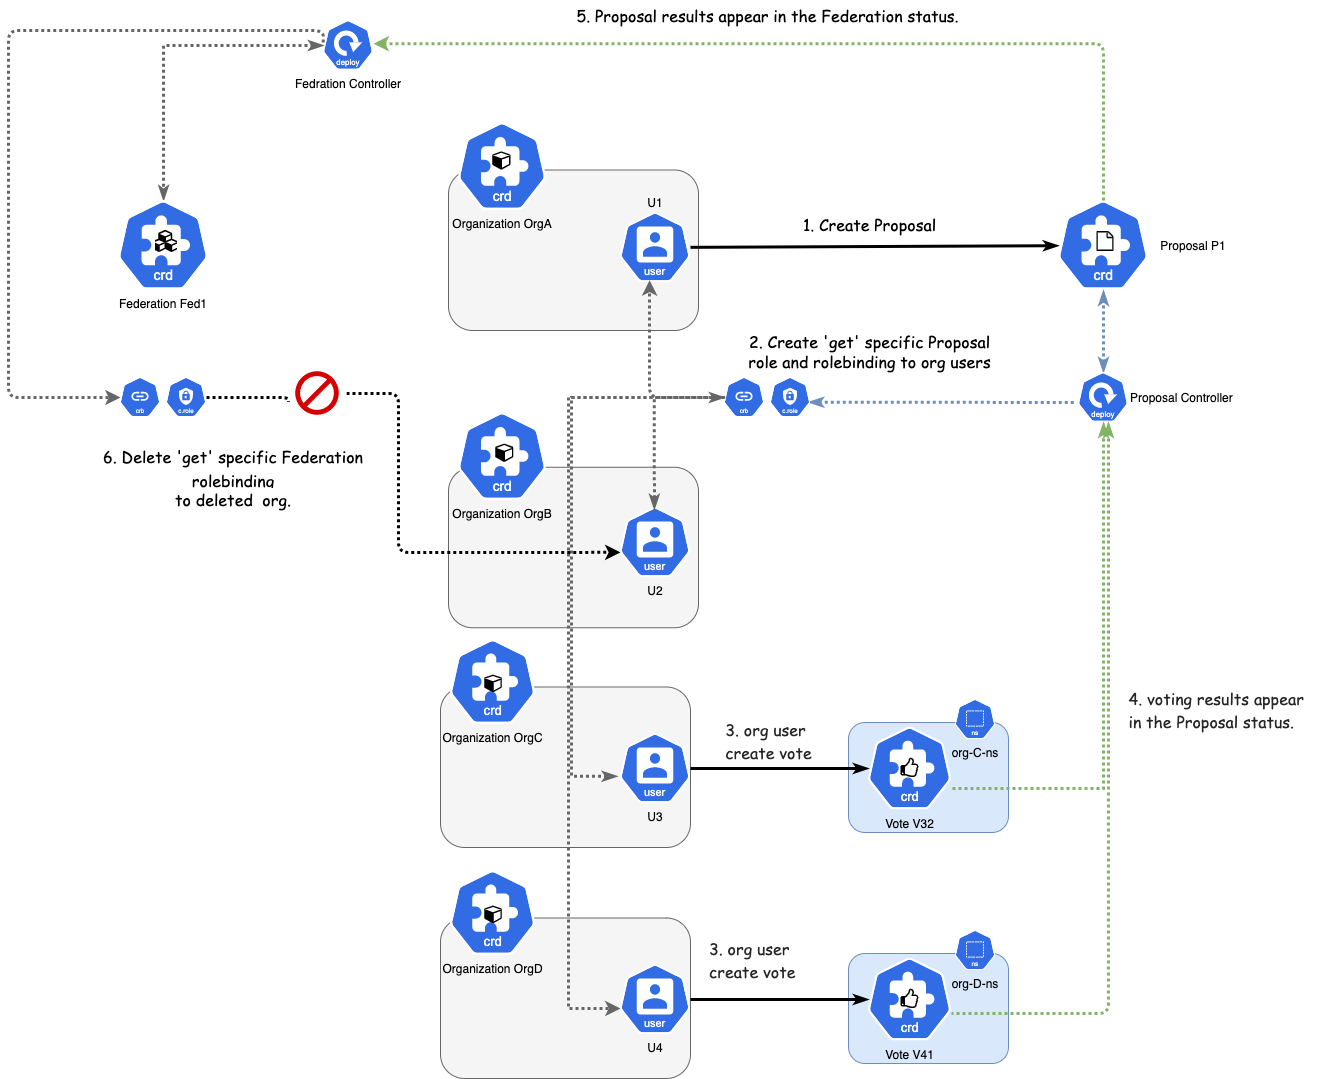 5. Proposal results appear in the Federation status.
deploy
Fedration Controller
crd
Organization OrgA
U1
user
1. Create Proposal
crd
Proposal P1
crd
Federation Fed1
2. Create 'get' specific Proposal
role and rolebinding to org users
crb
c.role
crb
c.role
deploy
Proposal Controller
6. Delete 'get' specific Federation
rolebinding
to deleted org.
crd
Organization OrgB
user
U2
crd
Organization OrgC
user
U3
3. org user
create vote
ns
org-C-ns
crd
Vote V32
4. voting results appear
in the Proposal status.
crd
Organization OrgD
user
U4
3. org user
create vote
ns
org-D-ns
crd
Vote V41